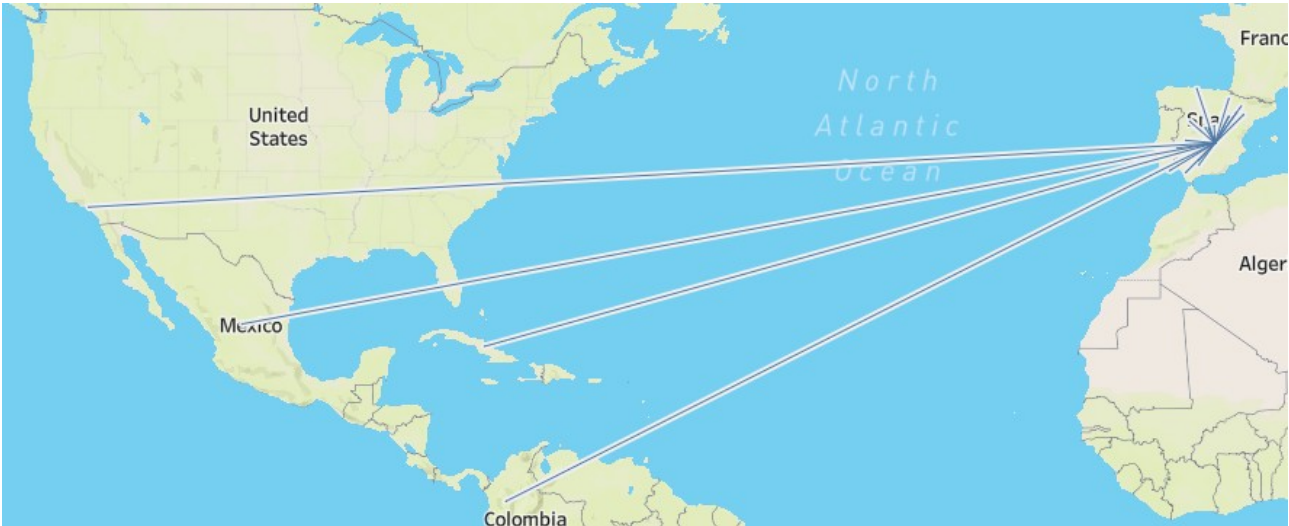 Franc
North
Atlantic
Ocean
United
States
Mexico
Alger
Colombia